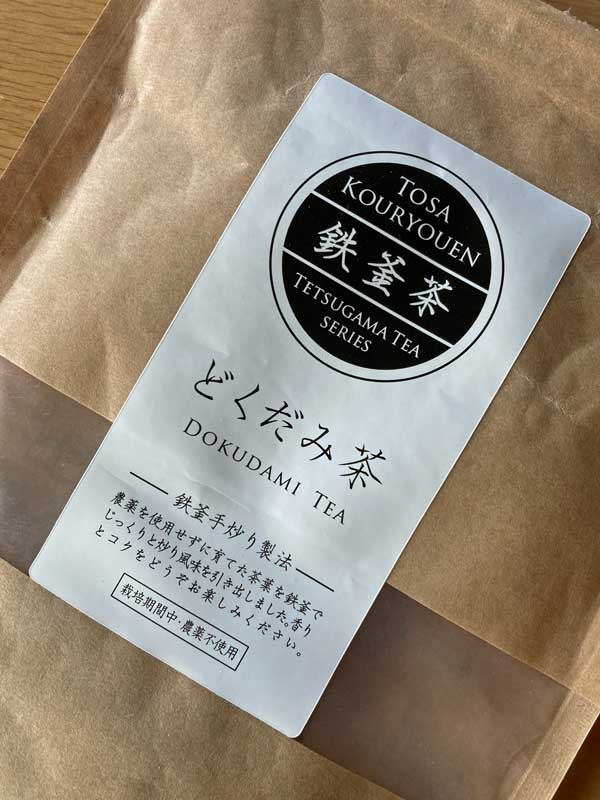 TOSA
KOURYOUEN
鉄釜茶
TETSUGAMA TEA
SERIES
どくだみ茶
DOKUDAMI TEA
鉄釜手炒り製法
農薬を使用せずに育てた茶葉を鉄釜で
じっくりと炒り風味を引き出しました。香り
とコクをどうぞお楽しみください。
栽培期間中・農薬不使用